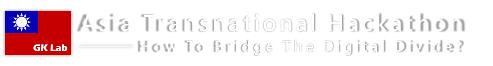 Asia Transnational Hackathon
How To Bridge The Digital Divide?
GK Lab